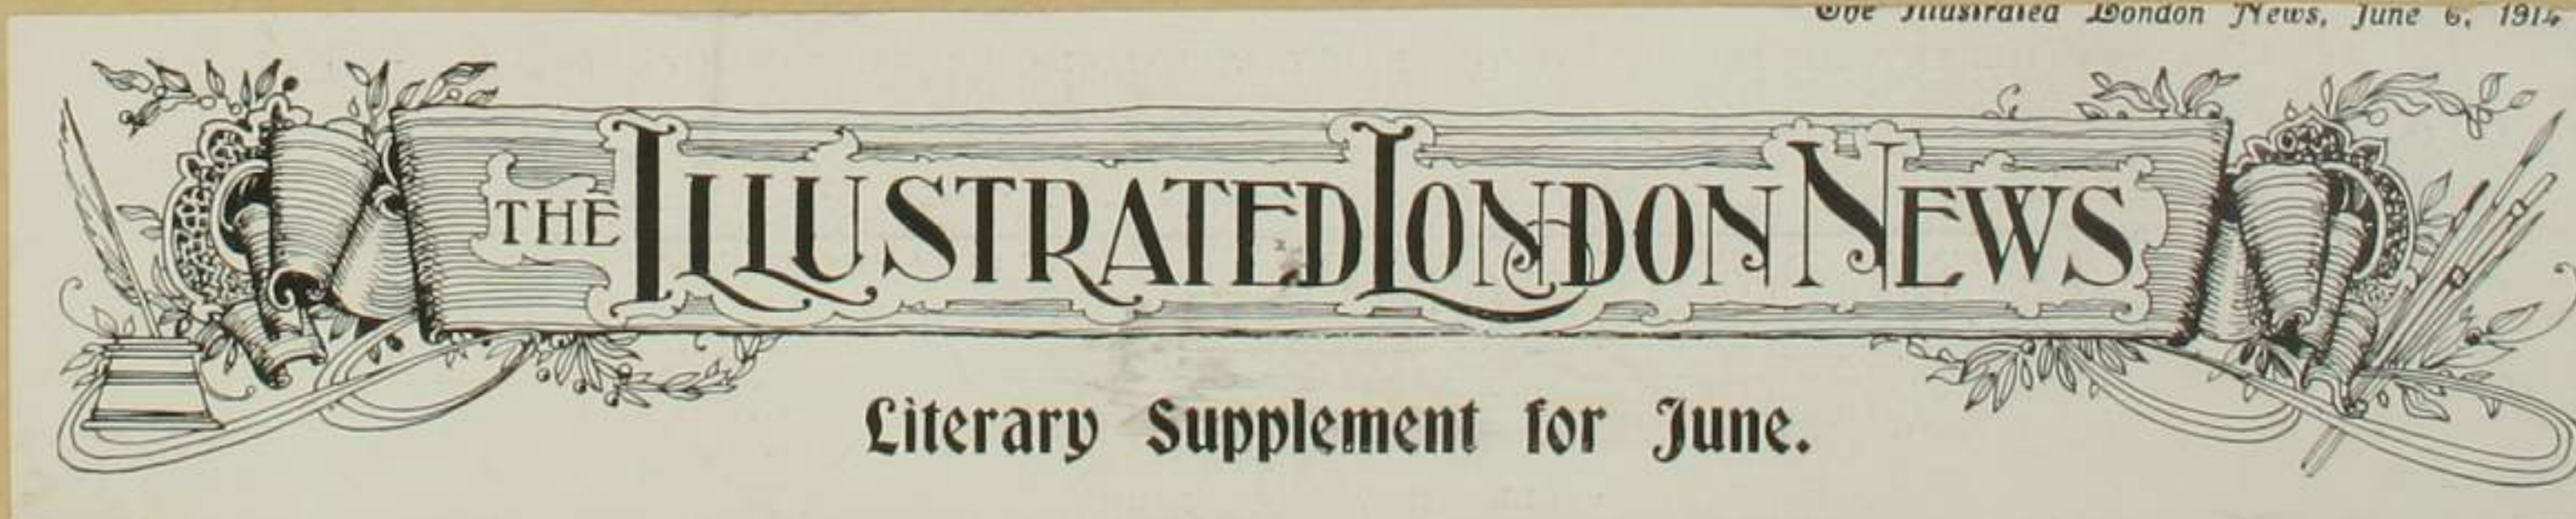 The Illustrated London News, June 6, 1914
THE ILLUSTRATED LONDON NEWS
Literary Supplement for June.